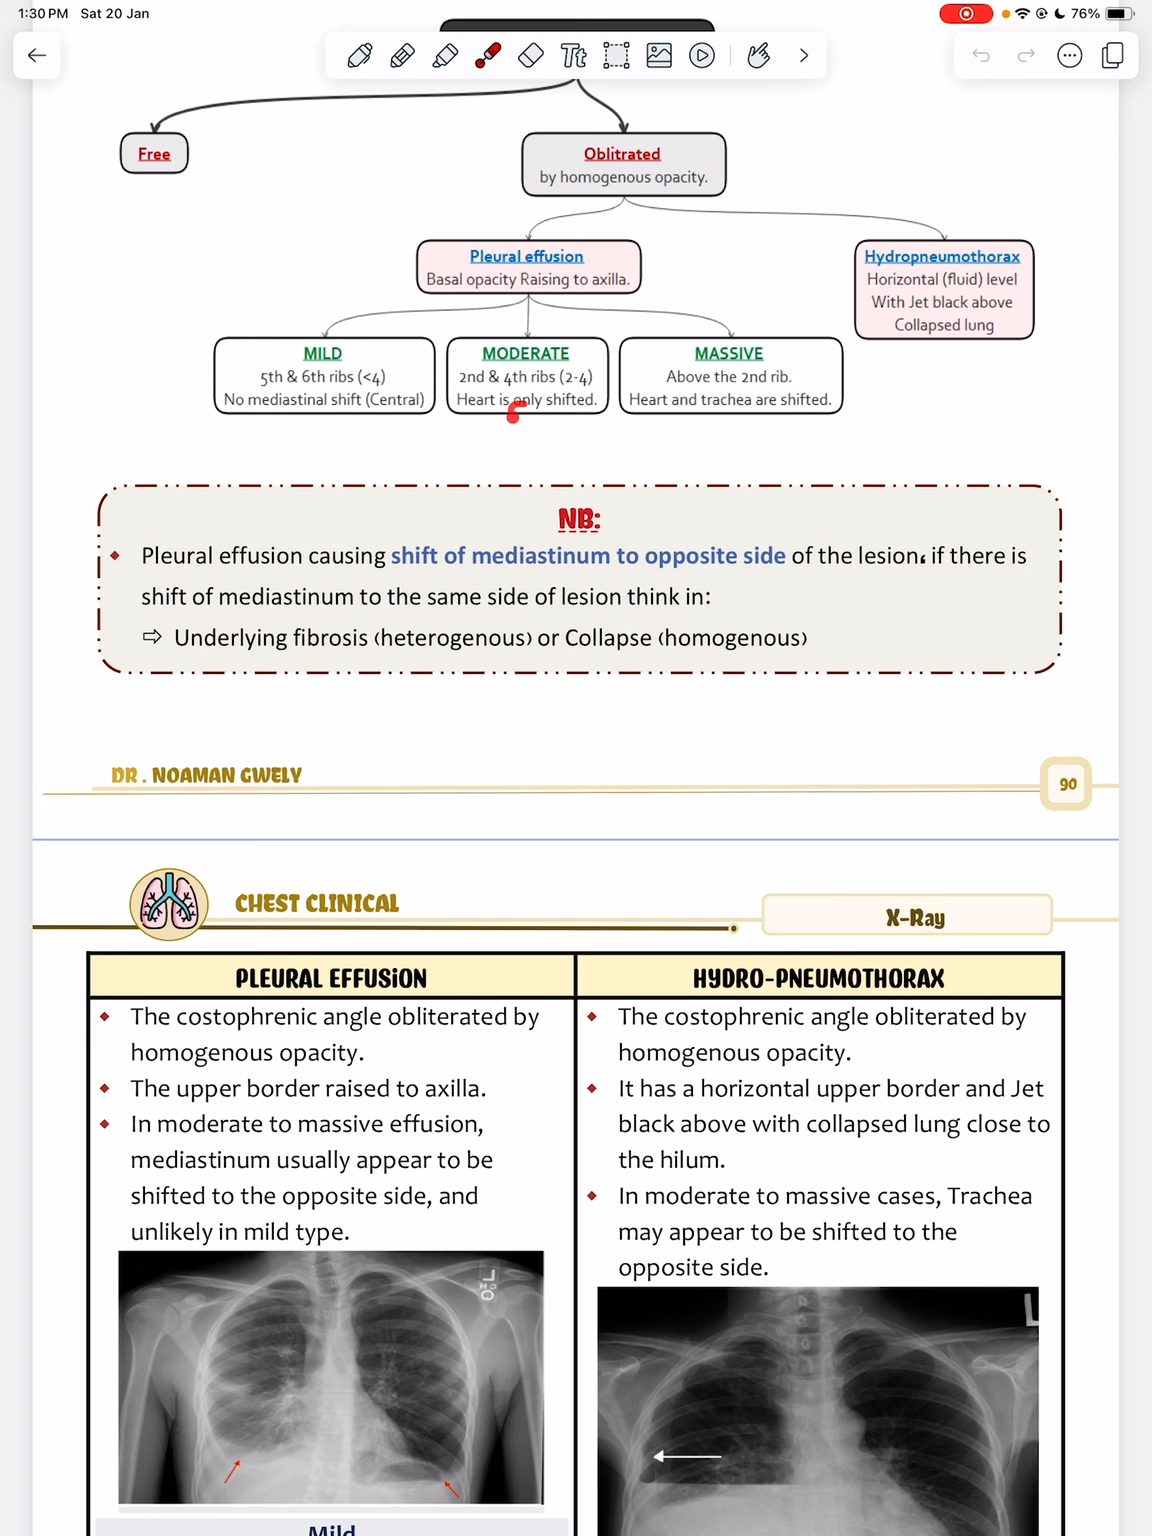 1:30 PM Sat 20 Jan
76%
Tt
Free
Oblitrated
by homogenous opacity.
Pleural effusion
Basal opacity Raising to axilla.
Hydropneumothorax
Horizontal (fluid) level
With Jet black above
Collapsed lung
MILD
5th & 6th ribs (<4)
No mediastinal shift (Central)
MODERATE
2nd & 4th ribs (2-4)
Heart is only shifted.
MASSIVE
Above the 2nd rib.
Heart and trachea are shifted.
NB:
Pleural effusion causing shift of mediastinum to opposite side of the lesion، if there is
shift of mediastinum to the same side of lesion think in:
⇨ Underlying fibrosis ‹heterogenous› or Collapse ‹homogenous›
DR . NOAMAN GWELY
90
CHEST CLINICAL
X-Ray
PLEURAL EFFUSiON
The costophrenic angle obliterated by
homogenous opacity.
The upper border raised to axilla.
In moderate to massive effusion,
mediastinum usually appear to be
shifted to the opposite side, and
unlikely in mild type.
Mild
HYDRO-PNEUMOTHORAX
The costophrenic angle obliterated by
homogenous opacity.
It has a horizontal upper border and Jet
black above with collapsed lung close to
the hilum.
In moderate to massive cases, Trachea
may appear to be shifted to the
opposite side.
L